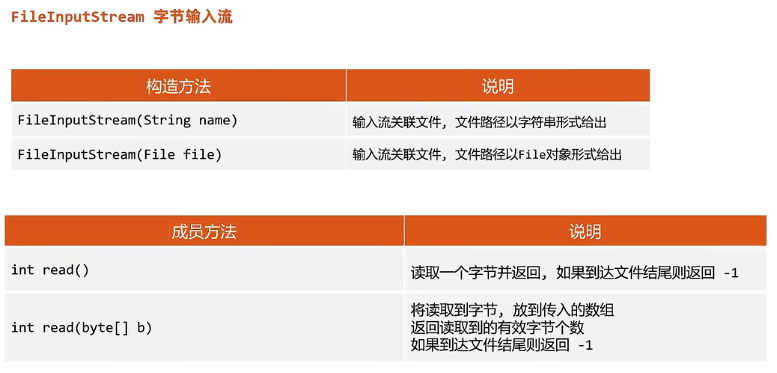 FileInputStream 字节输入流
构造方法 说明
FileInputStream(String name) 输入流关联文件, 文件路径以字符串形式给出
FileInputStream(File file) 输入流关联文件, 文件路径以File对象形式给出
成员方法 说明
int read() 读取一个字节并返回, 如果到达文件结尾则返回 -1
int read(byte[] b) 将读取到字节, 放到传入的数组
返回读取到的有效字节个数
如果到达文件结尾则返回 -1